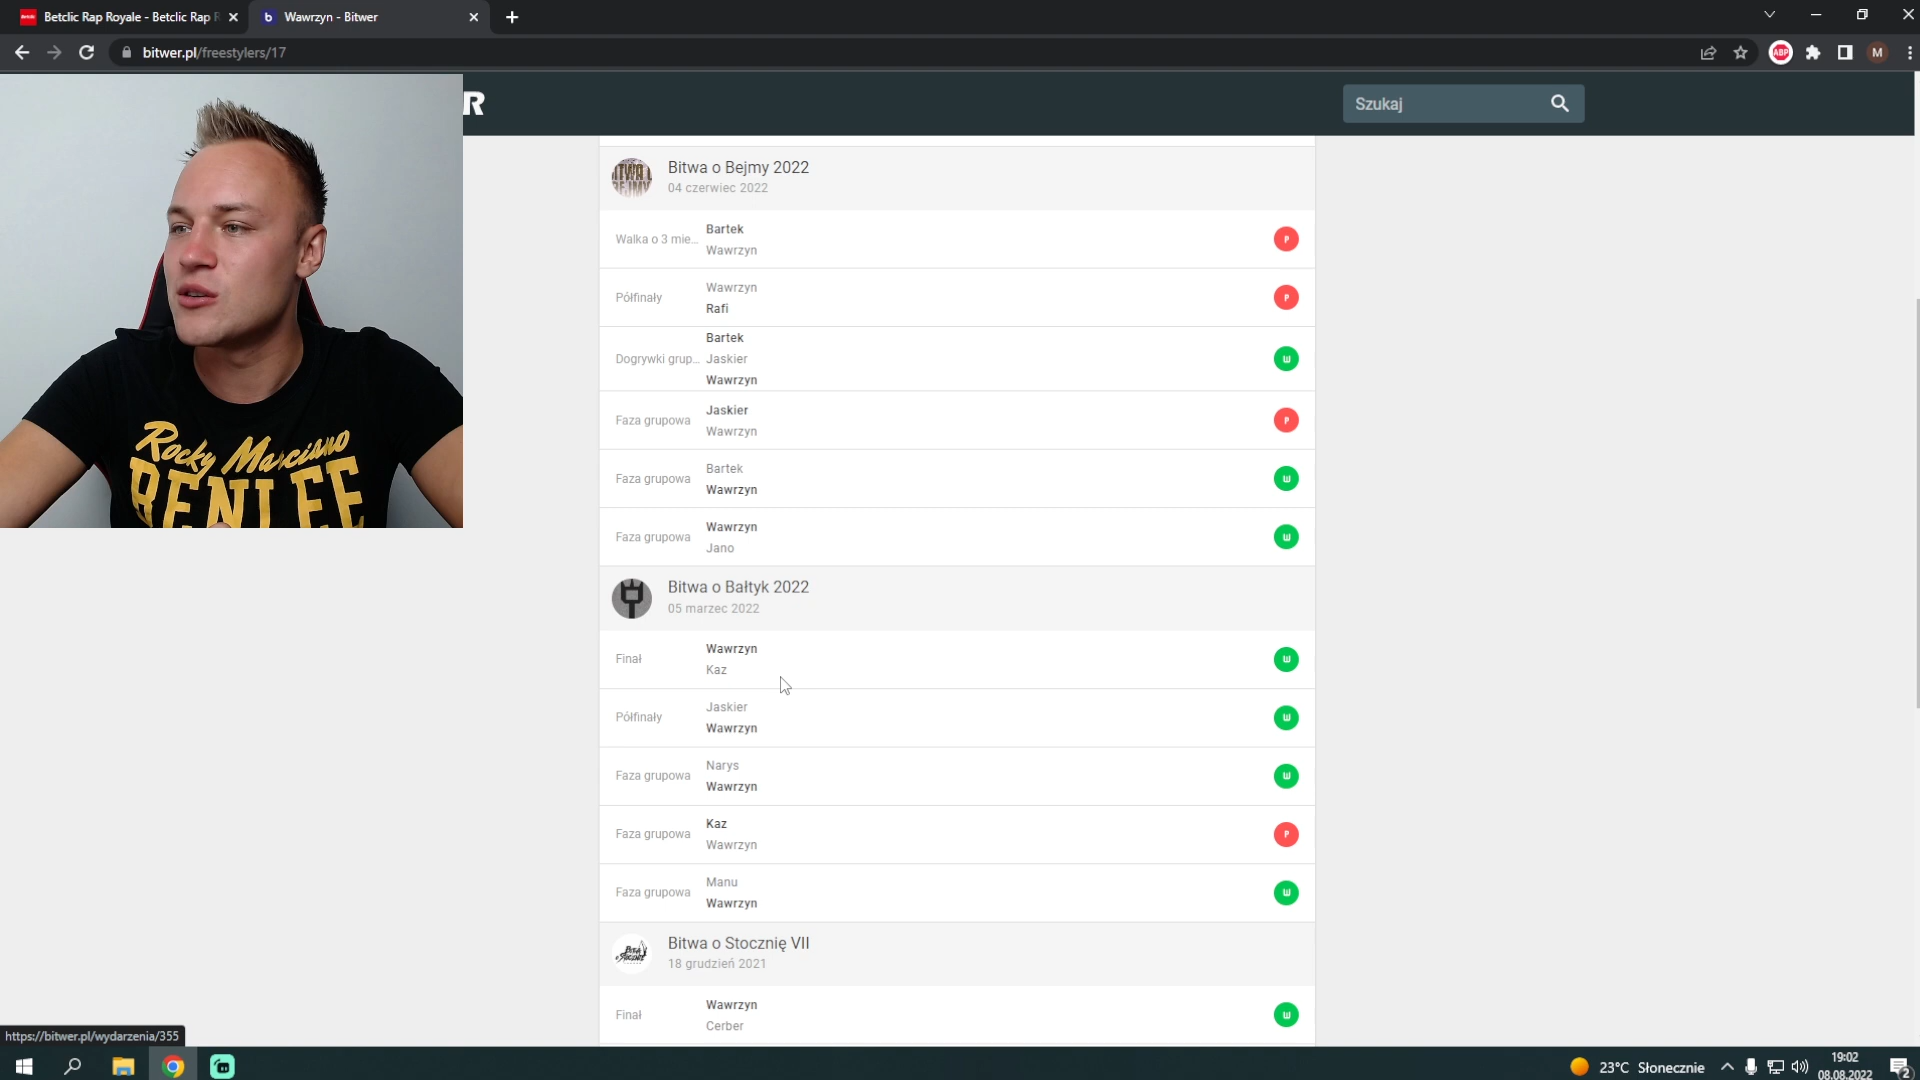 Betclic Rap Royale - Betclic Rap R
Wawrzyn - Bitwer
bitwer.pl/freestylers/17
ABP
M
R
Szukaj
Bitwa o Bejmy 2022
04 czerwiec 2022
Walka o 3 mie...
Bartek
Wawrzyn
P
Półfinały
Wawrzyn
Rafi
P
Dogrywki grup...
Bartek
Jaskier
Wawrzyn
W
Faza grupowa
Jaskier
Wawrzyn
P
Faza grupowa
Bartek
Wawrzyn
W
Faza grupowa
Wawrzyn
Jano
W
Bitwa o Bałtyk 2022
05 marzec 2022
Finał
Wawrzyn
Kaz
W
Półfinały
Jaskier
Wawrzyn
W
Faza grupowa
Narys
Wawrzyn
W
Faza grupowa
Kaz
Wawrzyn
P
Faza grupowa
Manu
Wawrzyn
W
Bitwa o Stocznię VII
18 grudzień 2021
Finał
Wawrzyn
Cerber
W
Rocky Marciano
BENLEE
https://bitwer.pl/wydarzenia/355
23°C Słonecznie
19:02
08.08.2022
2